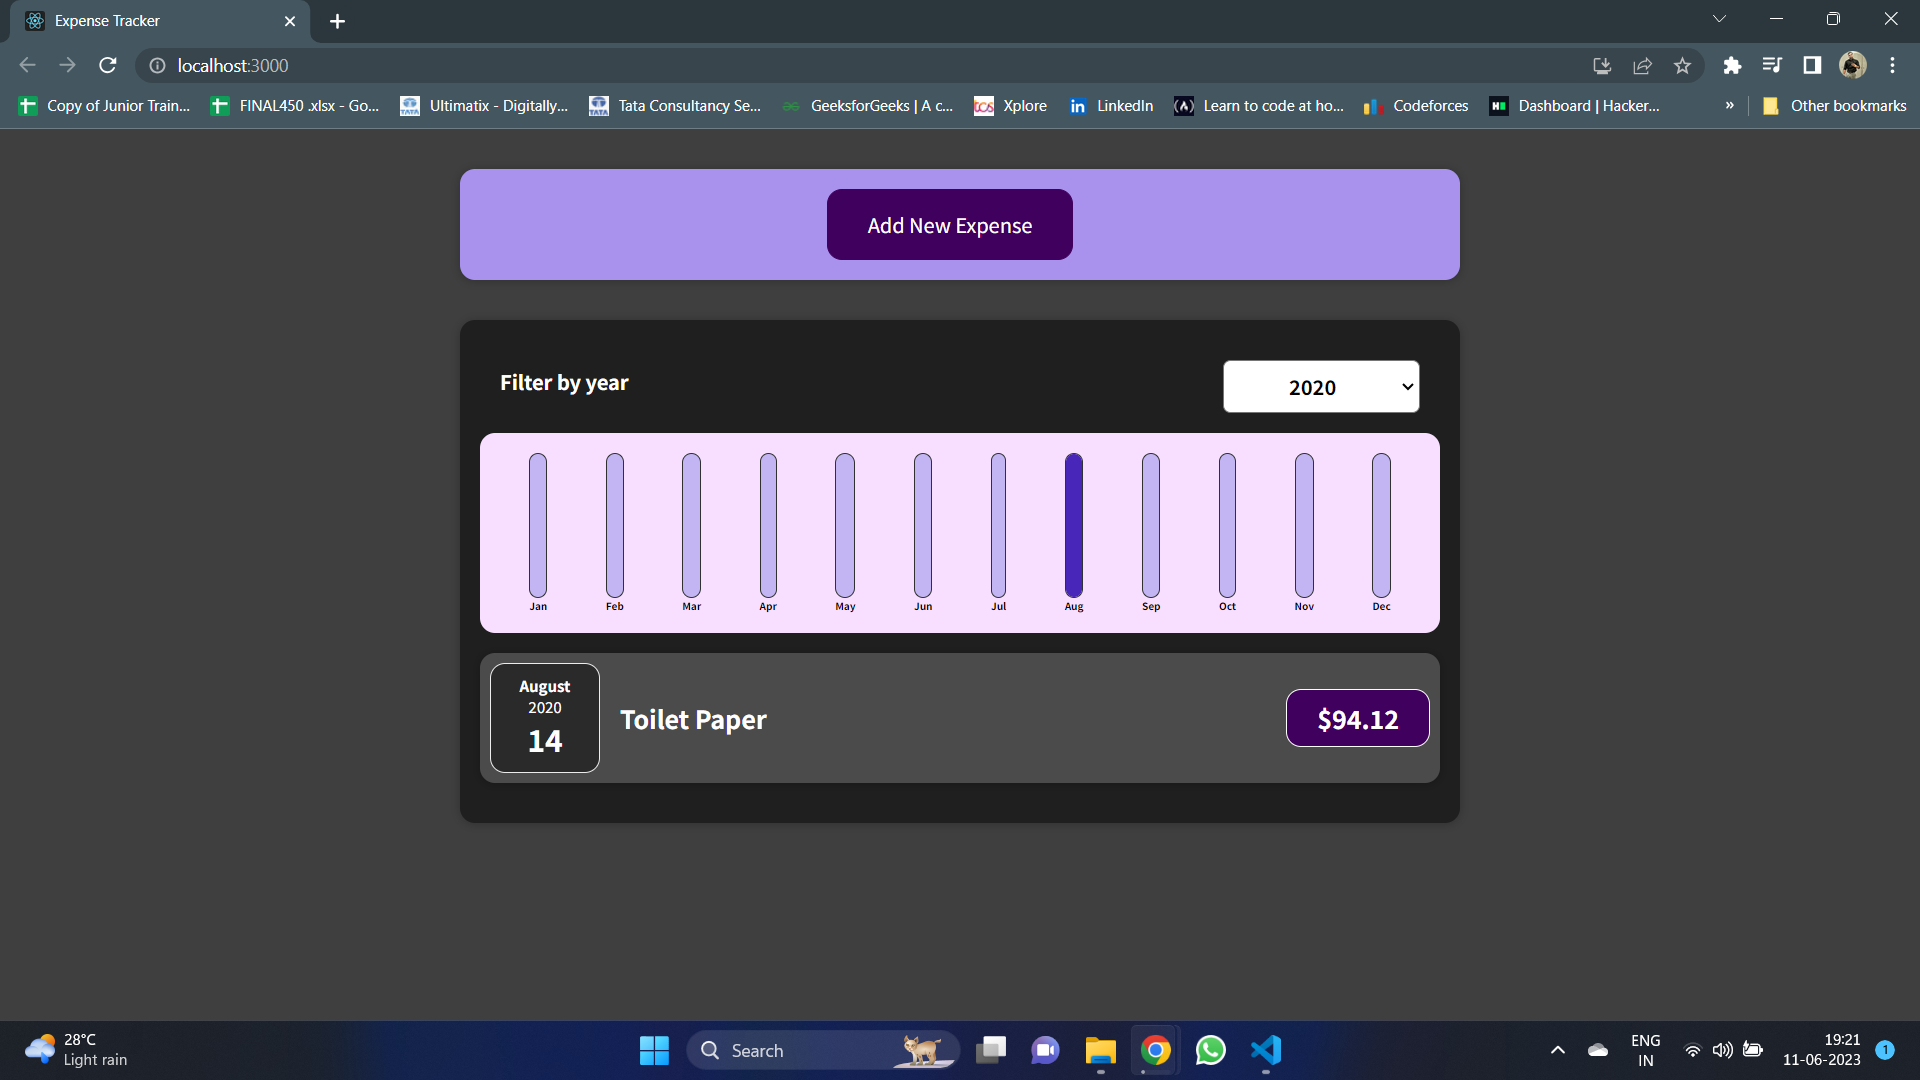 Expense Tracker
localhost:3000
Copy of Junior Train... FINAL450 .xlsx - Go... Ultimatix - Digitally... Tata Consultancy Se... GeeksforGeeks | A c... Xplore LinkedIn Learn to code at ho... Codeforces Dashboard | Hacker... » Other bookmarks
Add New Expense
Filter by year
2020
Jan Feb Mar Apr May Jun Jul Aug Sep Oct Nov Dec
August
2020
14
Toilet Paper
$94.12
28°C
Light rain
Search
ENG
IN
19:21
11-06-2023
1